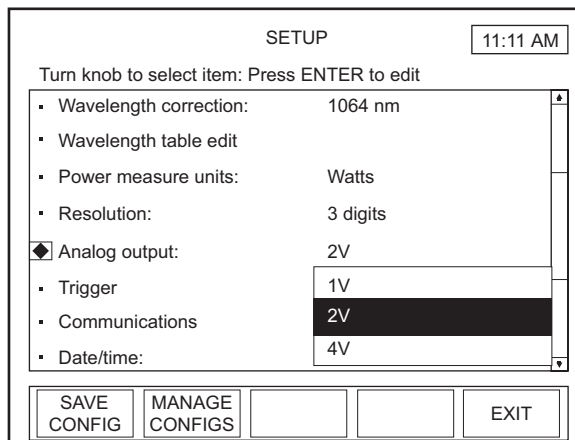 SETUP
11:11 AM
Turn knob to select item: Press ENTER to edit
▪ Wavelength correction: 1064 nm
▪ Wavelength table edit
▪ Power measure units: Watts
▪ Resolution: 3 digits
Analog output: 2V
▪ Trigger 1V
▪ Communications 2V
▪ Date/time: 4V
SAVE CONFIG
MANAGE CONFIGS
EXIT